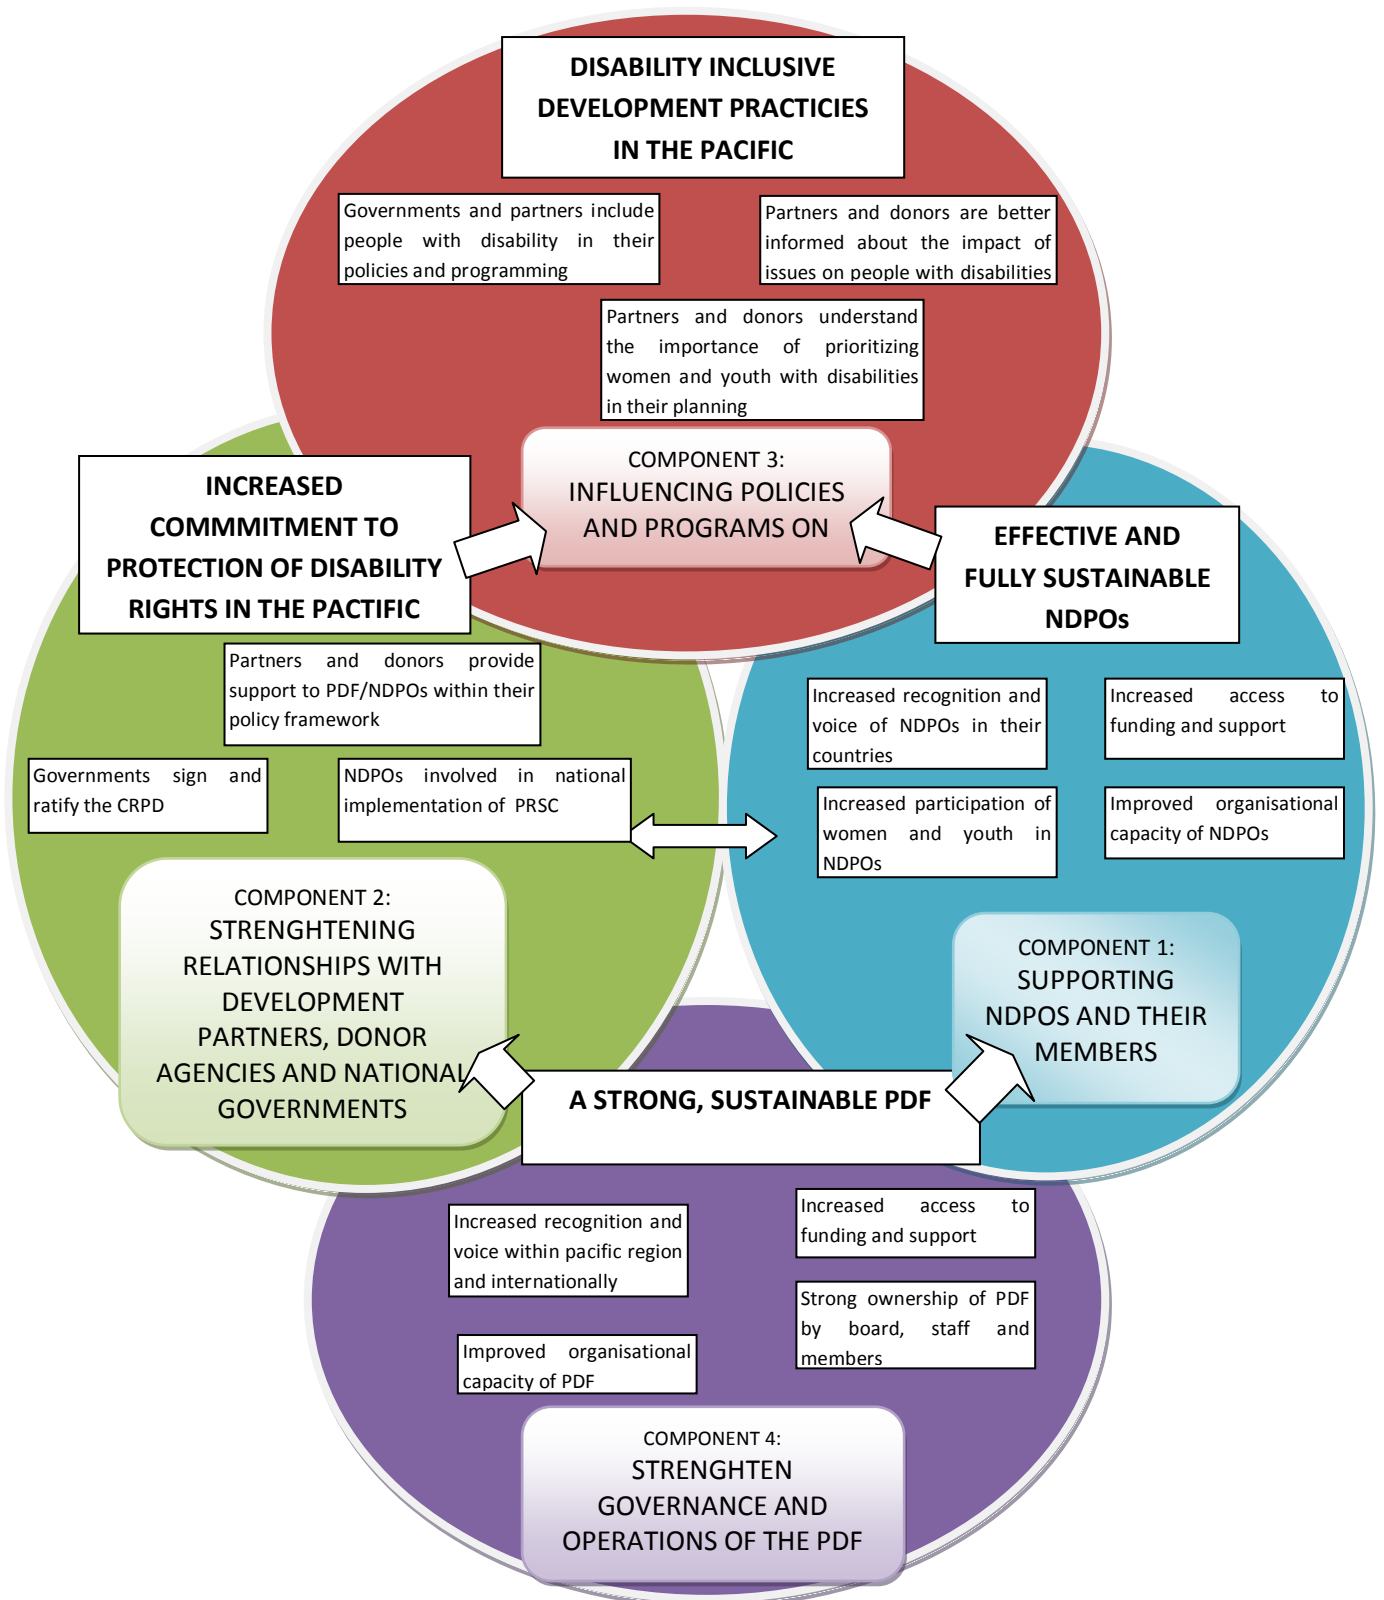 DISABILITY INCLUSIVE
DEVELOPMENT PRACTICIES
IN THE PACIFIC
Governments and partners include
people with disability in their
policies and programming
Partners and donors are better
informed about the impact of
issues on people with disabilities
Partners and donors understand
the importance of prioritizing
women and youth with disabilities
in their planning
COMPONENT 3:
INFLUENCING POLICIES
AND PROGRAMS ON
INCREASED
COMMMITMENT TO
PROTECTION OF DISABILITY
RIGHTS IN THE PACTIFIC
EFFECTIVE AND
FULLY SUSTAINABLE
NDPOs
Partners and donors provide
support to PDF/NDPOs within their
policy framework
Governments sign and
ratify the CRPD
NDPOs involved in national
implementation of PRSC
Increased recognition and
voice of NDPOs in their
countries
Increased access to
funding and support
Increased participation of
women and youth in
NDPOs
Improved organisational
capacity of NDPOs
COMPONENT 2:
STRENGHTENING
RELATIONSHIPS WITH
DEVELOPMENT
PARTNERS, DONOR
AGENCIES AND NATIONAL
GOVERNMENTS
COMPONENT 1:
SUPPORTING
NDPOS AND THEIR
MEMBERS
A STRONG, SUSTAINABLE PDF
Increased recognition and
voice within pacific region
and internationally
Increased access to
funding and support
Improved organisational
capacity of PDF
Strong ownership of PDF
by board, staff and
members
COMPONENT 4:
STRENGHTEN
GOVERNANCE AND
OPERATIONS OF THE PDF